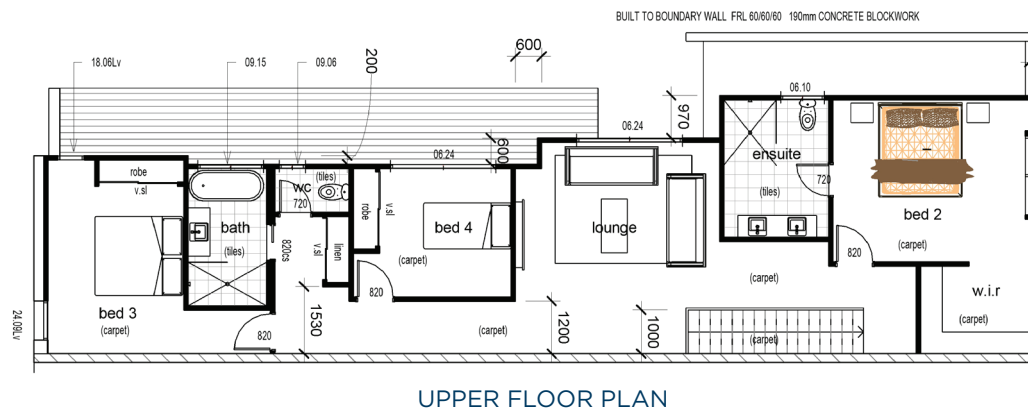 BUILT TO BOUNDARY WALL  FRL 60/60/60   190mm CONCRETE BLOCKWORK
600
18.06Lv
09.15
09.06
200
06.10
970
06.24
600
06.24
ensuite
(tiles)
720
robe
v.sl
wc
(tiles)
720
bath
(tiles)
820cs
v.sl
linen
robe
v.sl
bed 4
(carpet)
820
lounge
bed 2
(carpet)
820
(carpet)
w.i.r
(carpet)
24.09Lv
bed 3
(carpet)
820
1530
(carpet)
1200
1000
(carpet)
UPPER FLOOR PLAN